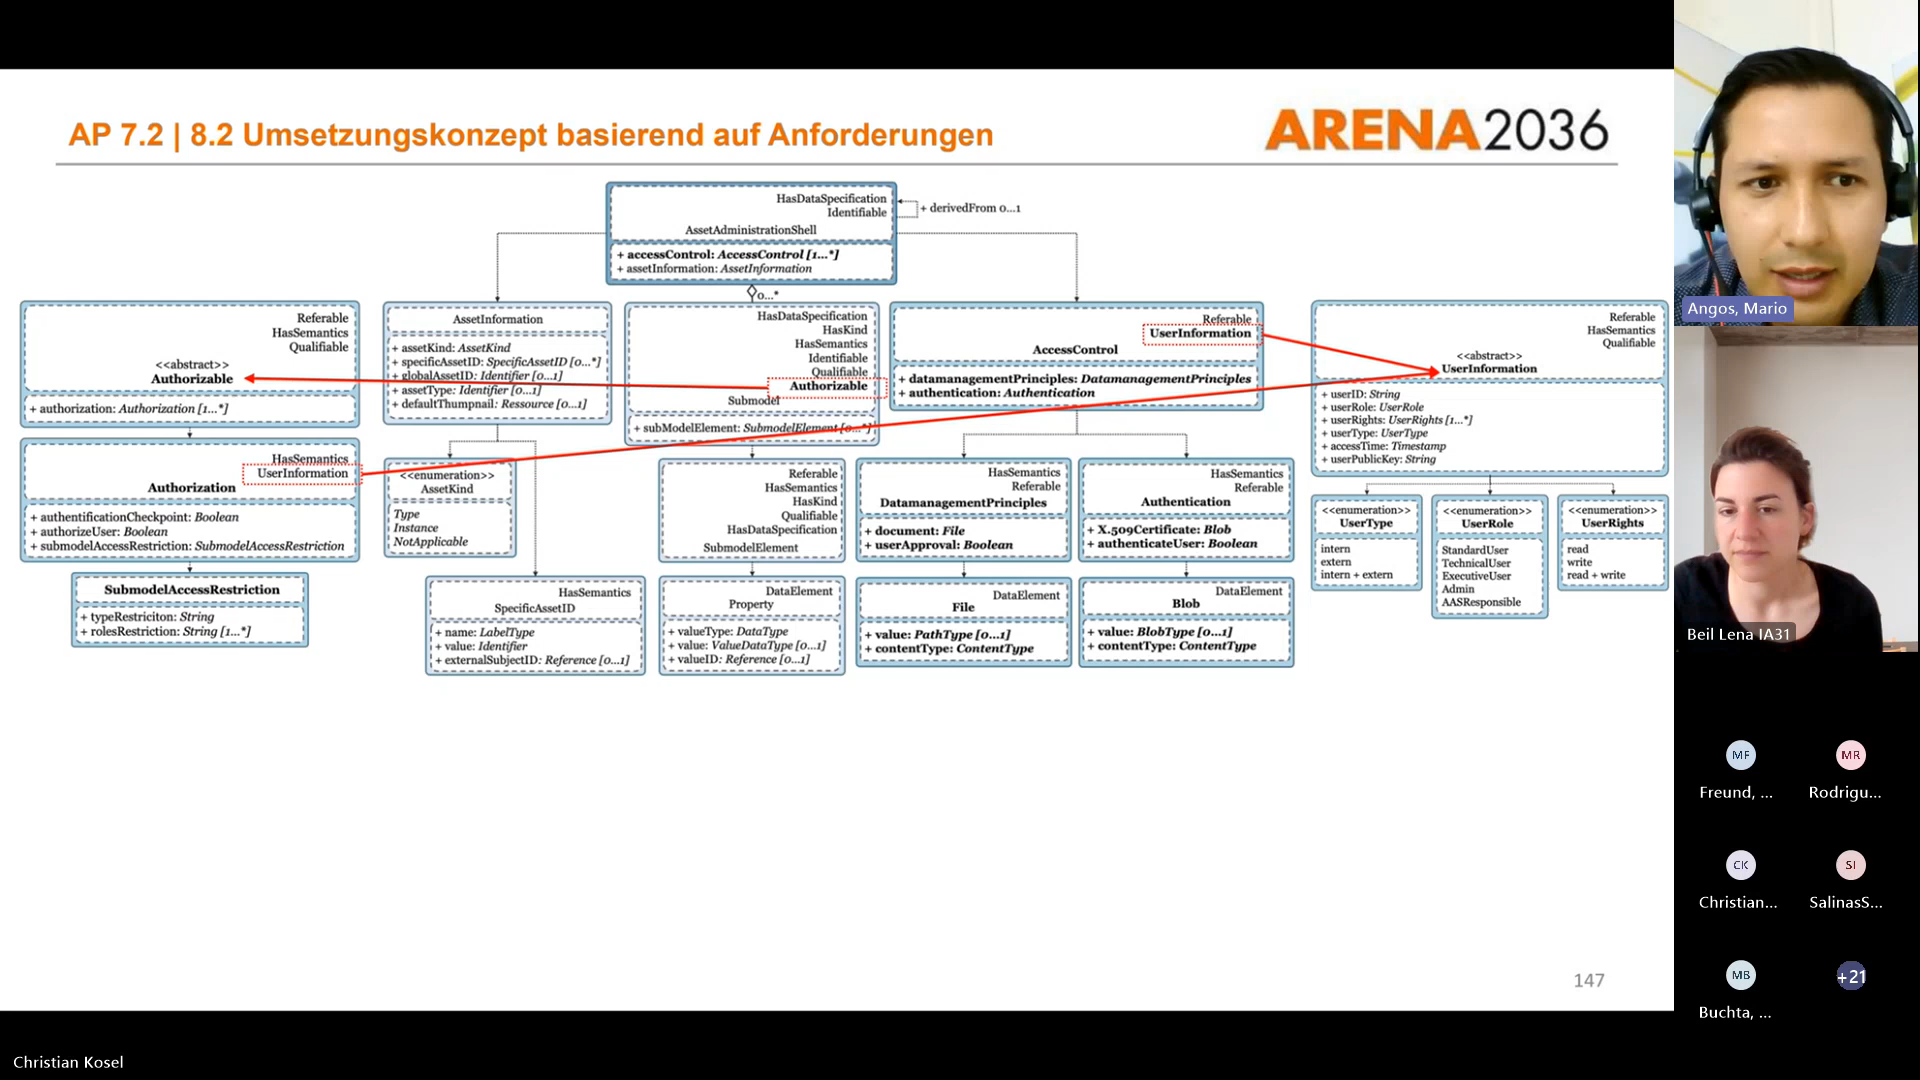 AP 7.2 | 8.2 Umsetzungskonzept basierend auf Anforderungen
ARENA2036
HasDataSpecification
Identifiable
AssetAdministrationShell
+ accessControl: AccessControl [1...*]
+ assetInformation: AssetInformation
+ derivedFrom 0...1
0...*
Referable
HasSemantics
Qualifiable
<<abstract>>
Authorizable
+ authorization: Authorization [1...*]
HasSemantics
UserInformation
Authorization
+ authentificationCheckpoint: Boolean
+ authorizeUser: Boolean
+ submodelAccessRestriction: SubmodelAccessRestriction
SubmodelAccessRestriction
+ typeRestriciton: String
+ rolesRestriction: String [1...*]
AssetInformation
+ assetKind: AssetKind
+ specificAssetID: SpecificAssetID [0...*]
+ globalAssetID: Identifier [0...1]
+ assetType: Identifier [0...1]
+ defaultThumpnail: Ressource [0...1]
<<enumeration>>
AssetKind
Type
Instance
NotApplicable
HasSemantics
SpecificAssetID
+ name: LabelType
+ value: Identifier
+ externalSubjectID: Reference [0...1]
HasDataSpecification
HasKind
HasSemantics
Identifiable
Qualifiable
Authorizable
Submodel
+ subModelElement: SubmodelElement [0...*]
Referable
HasSemantics
HasKind
Qualifiable
HasDataSpecification
SubmodelElement
DataElement
Property
+ valueType: DataType
+ value: ValueDataType [0...1]
+ valueID: Reference [0...1]
Referable
UserInformation
AccessControl
+ datamanagementPrinciples: DatamanagementPrinciples
+ authentication: Authentication
HasSemantics
Referable
DatamanagementPrinciples
+ document: File
+ userApproval: Boolean
DataElement
File
+ value: PathType [0...1]
+ contentType: ContentType
HasSemantics
Referable
Authentication
+ X.509Certificate: Blob
+ authenticateUser: Boolean
DataElement
Blob
+ value: BlobType [0...1]
+ contentType: ContentType
Referable
HasSemantics
Qualifiable
<<abstract>>
UserInformation
+ userID: String
+ userRole: UserRole
+ userRights: UserRights [1...*]
+ userType: UserType
+ accessTime: Timestamp
+ userPublicKey: String
<<enumeration>>
UserType
intern
extern
intern + extern
<<enumeration>>
UserRole
StandardUser
TechnicalUser
ExecutiveUser
Admin
AASResponsible
<<enumeration>>
UserRights
read
write
read + write
147
Christian Kosel
Angos, Mario
Beil Lena IA31
MF
Freund, ...
MR
Rodrigu...
CK
Christian...
SI
SalinasS...
MB
Buchta, ...
+21